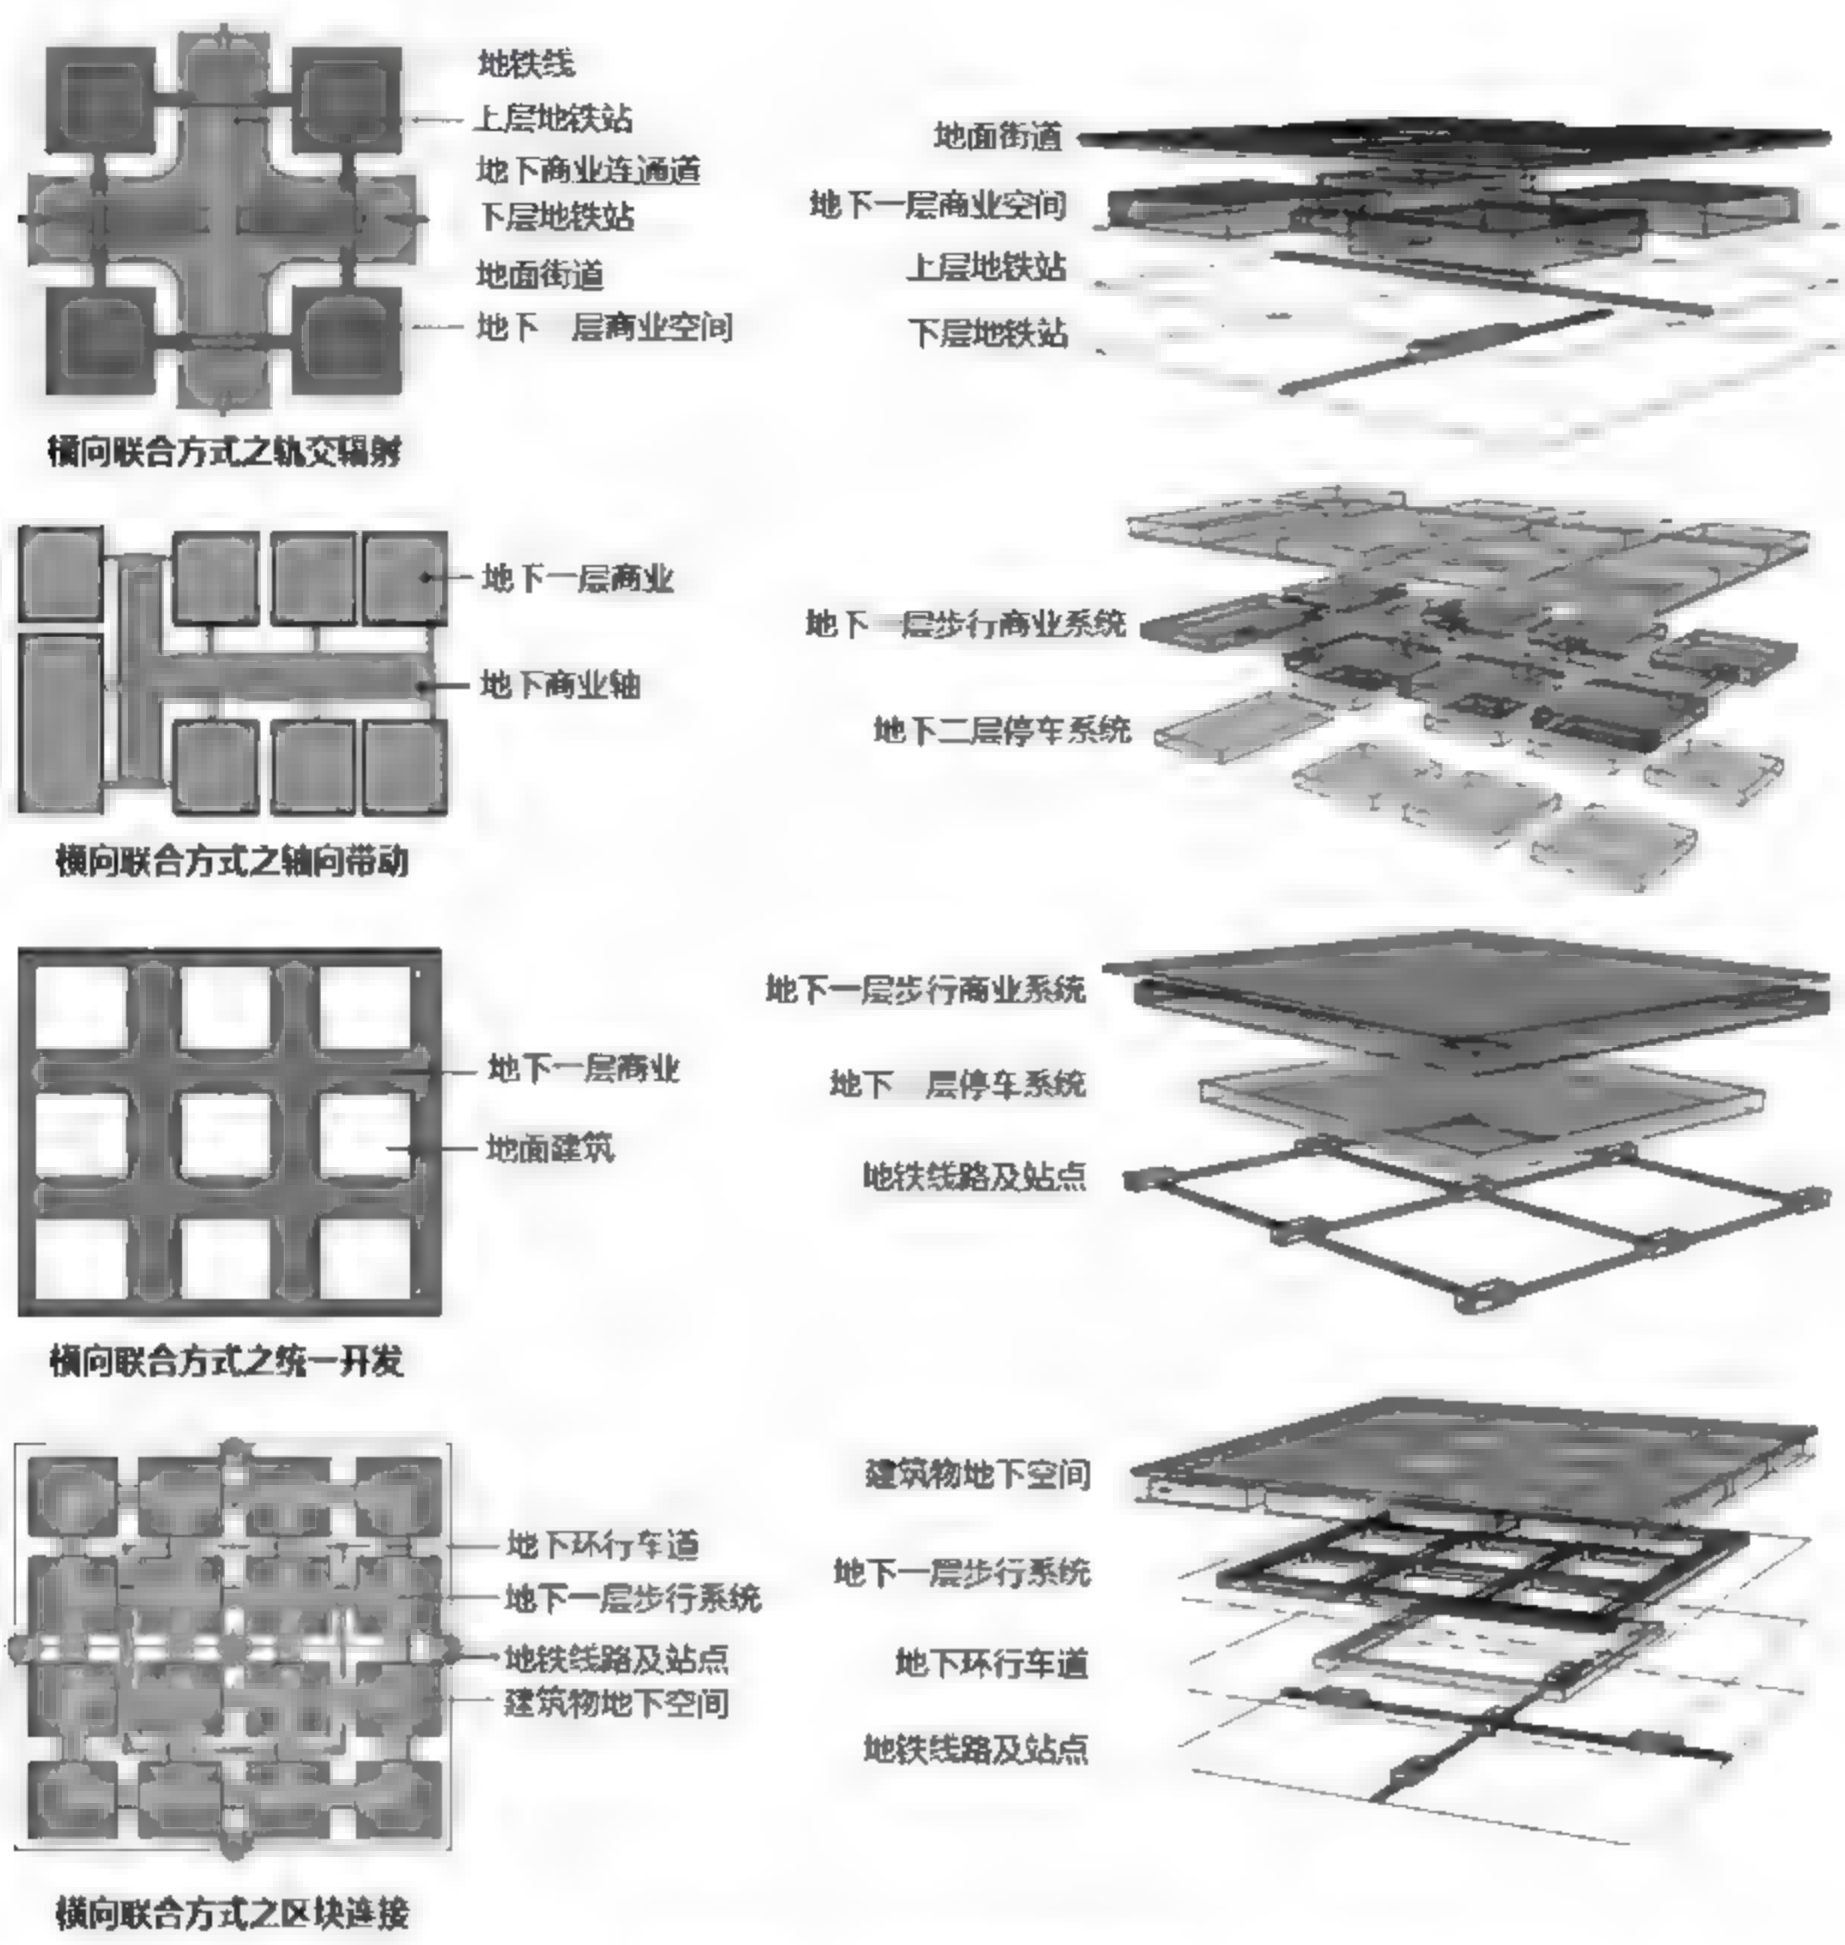 地铁线
上层地铁站
地下商业连通道
下层地铁站
地面街道
地下 层商业空间
横向联合方式之轨交辐射
地面街道
地下一层商业空间
上层地铁站
下层地铁站
地下一层商业
地下商业轴
横向联合方式之轴向带动
地下一层步行商业系统
地下二层停车系统
地下一层商业
地面建筑
横向联合方式之统一开发
地下一层步行商业系统
地下 层停车系统
地铁线路及站点
地下环行车道
地下一层步行系统
地铁线路及站点
建筑物地下空间
横向联合方式之区块连接
建筑物地下空间
地下一层步行系统
地下环行车道
地铁线路及站点